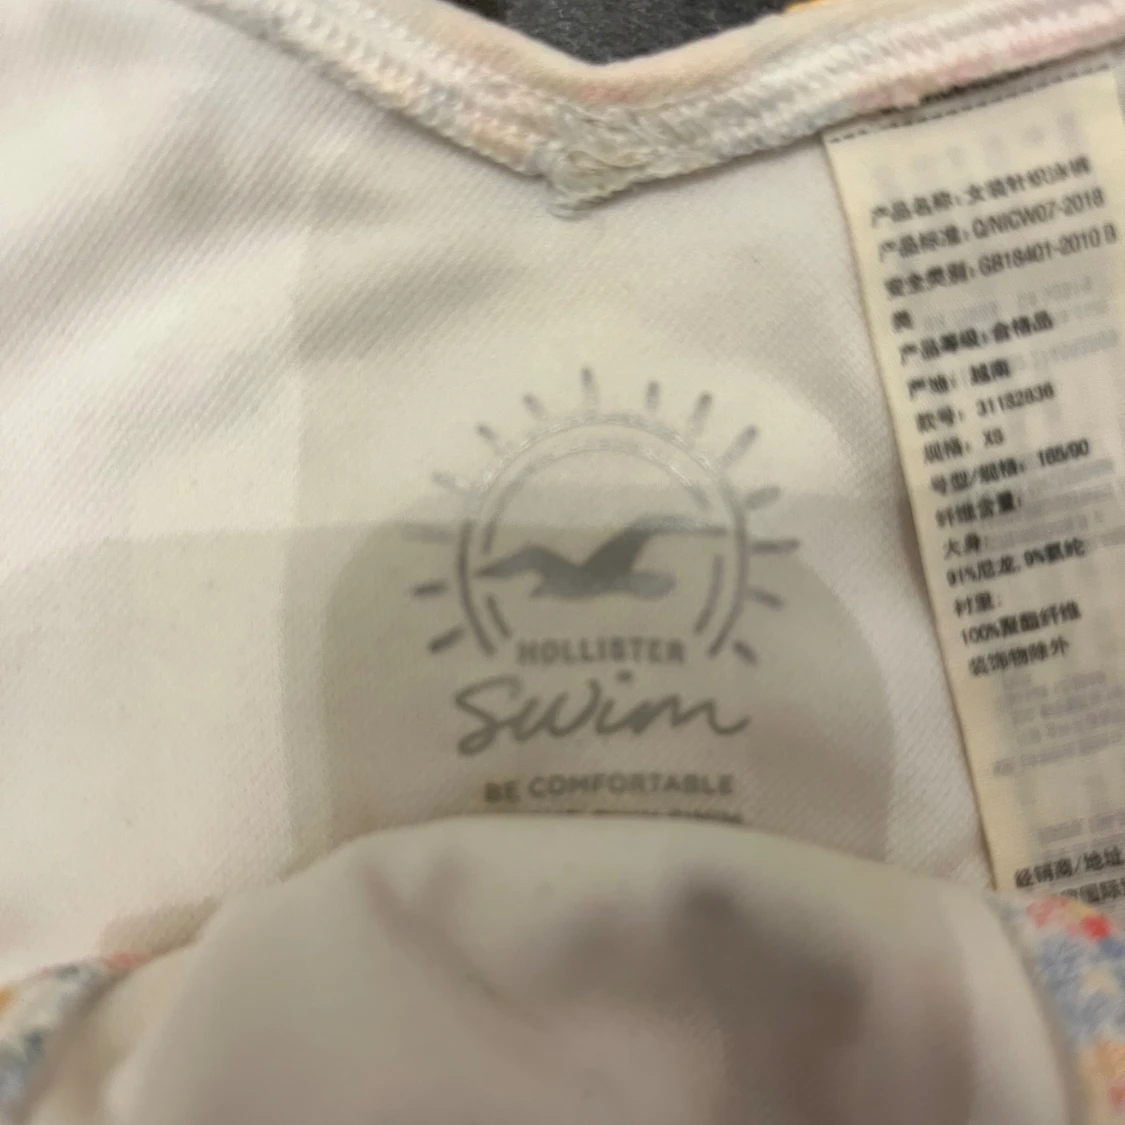 HOLLISTER
Swim
BE COMFORTABLE
产品名称:女装针织泳裤
产品标准:Q/NICW07-2018
安全类别:GB18401-2010 B
类
产品等级:合格品
产地:越南
款号:31182836
规格:XS
号型/规格:165/90
纤维含量:
大身:
91%尼龙,9%氨纶
衬里:
100%聚酯纤维
装饰物除外
经销商/地址
国际